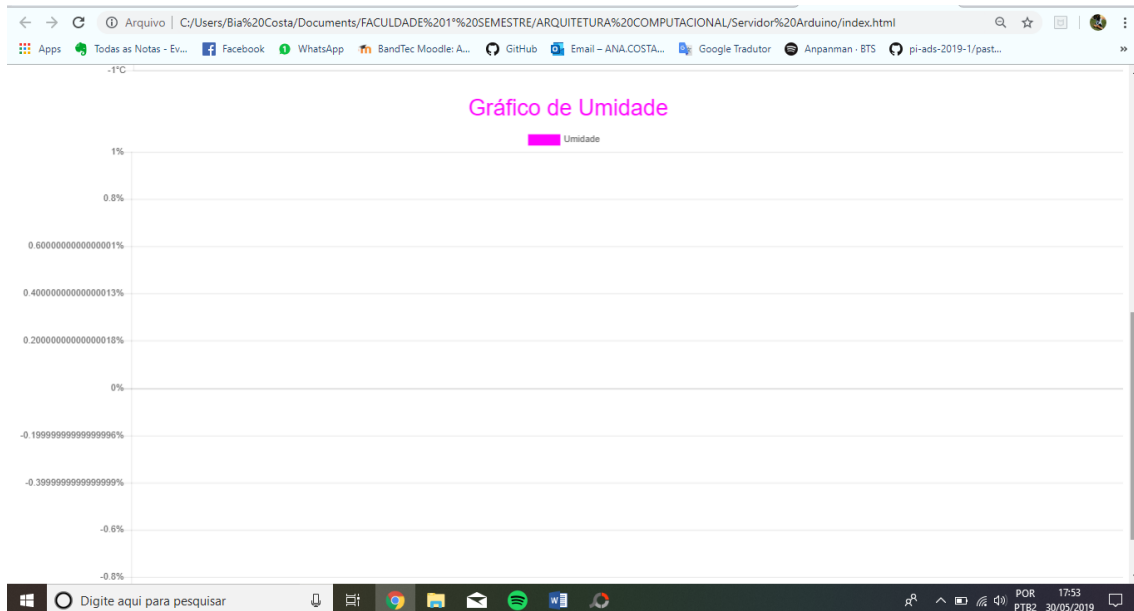 Arquivo | C:/Users/Bia%20Costa/Documents/FACULDADE%201°%20SEMESTRE/ARQUITETURA%20COMPUTACIONAL/Servidor%20Arduino/index.html
Apps Todas as Notas - Ev... Facebook WhatsApp BandTec Moodle: A... GitHub Email – ANA.COSTA... Google Tradutor Anpanman - BTS pi-ads-2019-1/past... »
-1°C
Gráfico de Umidade
Umidade
1%
0.8%
0.6000000000000001%
0.40000000000000013%
0.20000000000000018%
0%
-0.19999999999999996%
-0.3999999999999999%
-0.6%
-0.8%
Digite aqui para pesquisar
POR 17:53
PTB2 30/05/2019